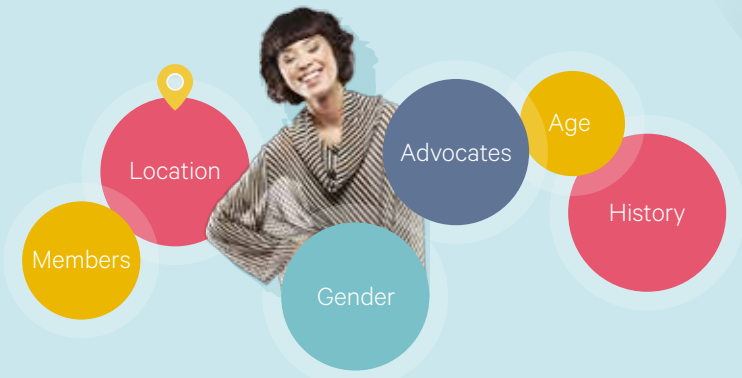 Members
Location
Gender
Advocates
Age
History